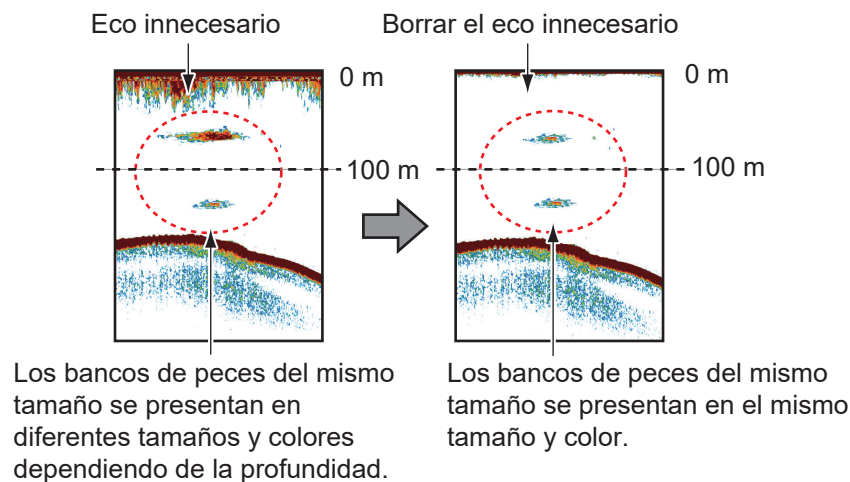 Eco innecesario
Borrar el eco innecesario
0 m
0 m
100 m
100 m
Los bancos de peces del mismo
tamaño se presentan en
diferentes tamaños y colores
dependiendo de la profundidad.
Los bancos de peces del mismo
tamaño se presentan en el mismo
tamaño y color.